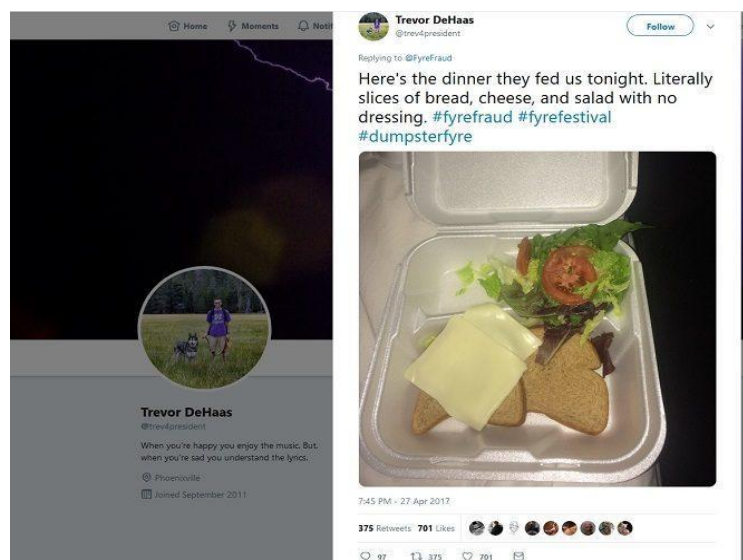 Home Moments Notif
Trevor DeHaas
@trev4president
Follow
Replying to @FyreFraud
Here's the dinner they fed us tonight. Literally
slices of bread, cheese, and salad with no
dressing. #fyrefraud #fyrefestival
#dumpsterfyre
7:45 PM - 27 Apr 2017
375 Retweets 701 Likes
97 375 701
Trevor DeHaas
@trev4president
When you're happy you enjoy the music. But,
when you're sad you understand the lyrics.
Phoenixville
Joined September 2011